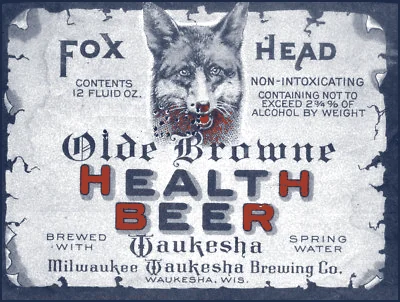 FOX HEAD
CONTENTS
12 FLUID OZ.
NON-INTOXICATING
CONTAINING NOT TO
EXCEED 2¾% OF
ALCOHOL BY WEIGHT
Olde Browne
HEALTH
BEER
BREWED
WITH
Waukesha
SPRING
WATER
Milwaukee Waukesha Brewing Co.
WAUKESHA, WIS.